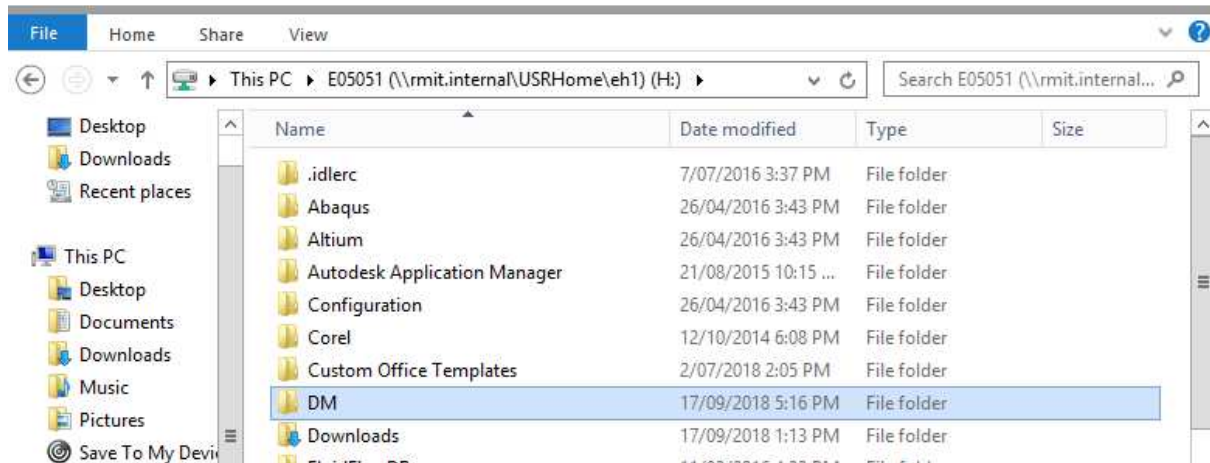 File Home Share View
This PC E05051 (\\rmit.internal\USRHome\eh1) (H:) Search E05051 (\\rmit.internal...
Desktop
Downloads
Recent places
This PC
Desktop
Documents
Downloads
Music
Pictures
Save To My Devi
Name Date modified Type Size
.idlerc 7/07/2016 3:37 PM File folder
Abaqus 26/04/2016 3:43 PM File folder
Altium 26/04/2016 3:43 PM File folder
Autodesk Application Manager 21/08/2015 10:15 ... File folder
Configuration 26/04/2016 3:43 PM File folder
Corel 12/10/2014 6:08 PM File folder
Custom Office Templates 2/07/2018 2:05 PM File folder
DM 17/09/2018 5:16 PM File folder
Downloads 17/09/2018 1:13 PM File folder